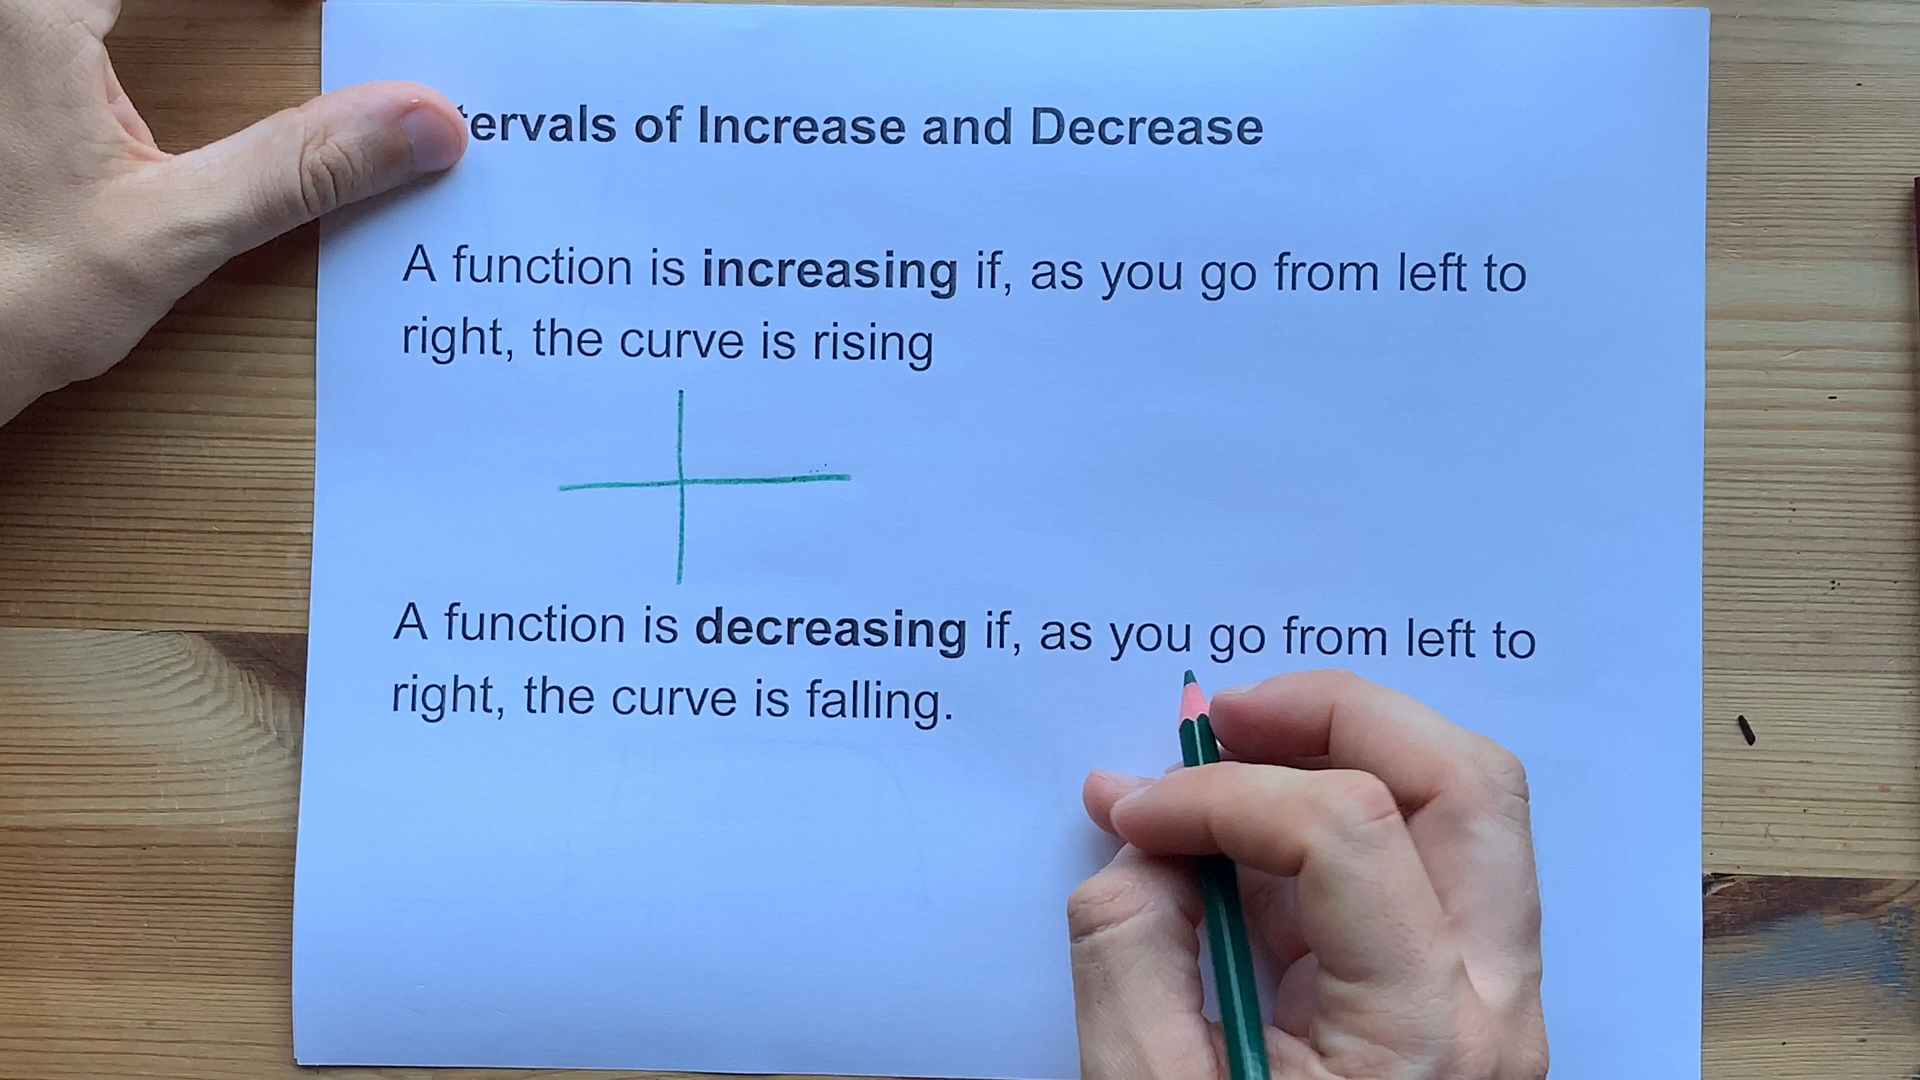 tervals of Increase and Decrease
A function is increasing if, as you go from left to
right, the curve is rising
A function is decreasing if, as you go from left to
right, the curve is falling.